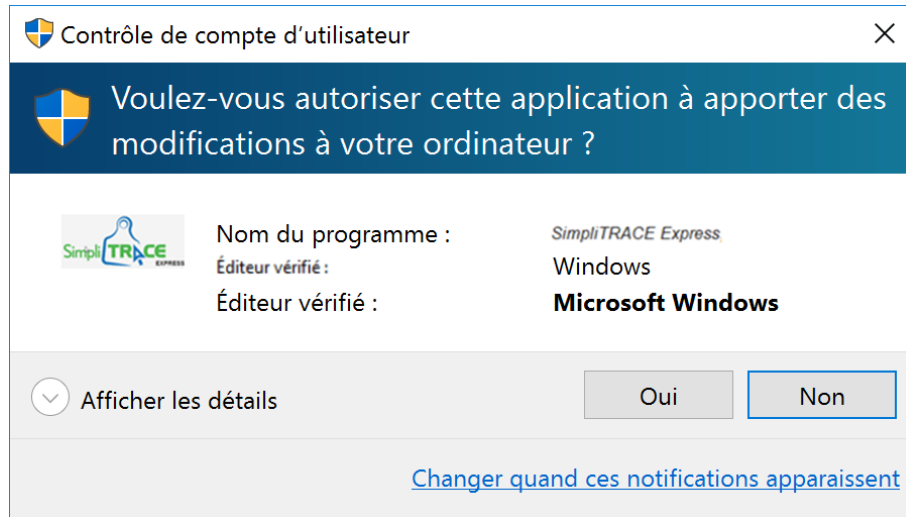 Contrôle de compte d’utilisateur
Voulez-vous autoriser cette application à apporter des
modifications à votre ordinateur ?
Simpli TRACE
EXPRESS
Nom du programme : SimpliTRACE Express
Éditeur vérifié : Windows
Éditeur vérifié : Microsoft Windows
Afficher les détails Oui Non
Changer quand ces notifications apparaissent